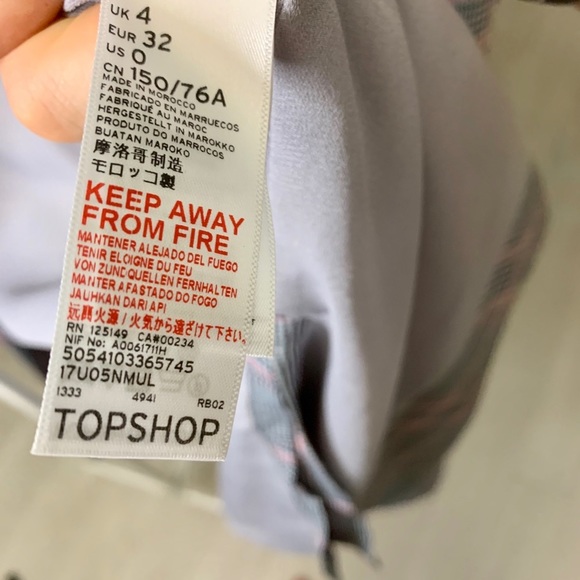 UK 4
EUR 32
US 0
CN 150/76A
MADE IN MOROCCO
FABRICADO EN MARRUECOS
FABRIQUÉ AU MAROC
HERGESTELLT IN MAROKKO
PRODUTO DO MARROCOS
BUATAN MAROKO
摩洛哥制造
モロッコ製
KEEP AWAY
FROM FIRE
MANTENER ALEJADO DEL FUEGO
TENIR ELOIGNE DU FEU
VON ZUNDQUELLEN FERNHALTEN
MANTER AFASTADO DO FOGO
JAUHKAN DARI API
远离火源 / 火気から遠ざけて下さい。
RN 125149 CA#00234
NIF No: A0061711H
5054103365745
17U05NMUL
1333 4941 RB02
TOPSHOP